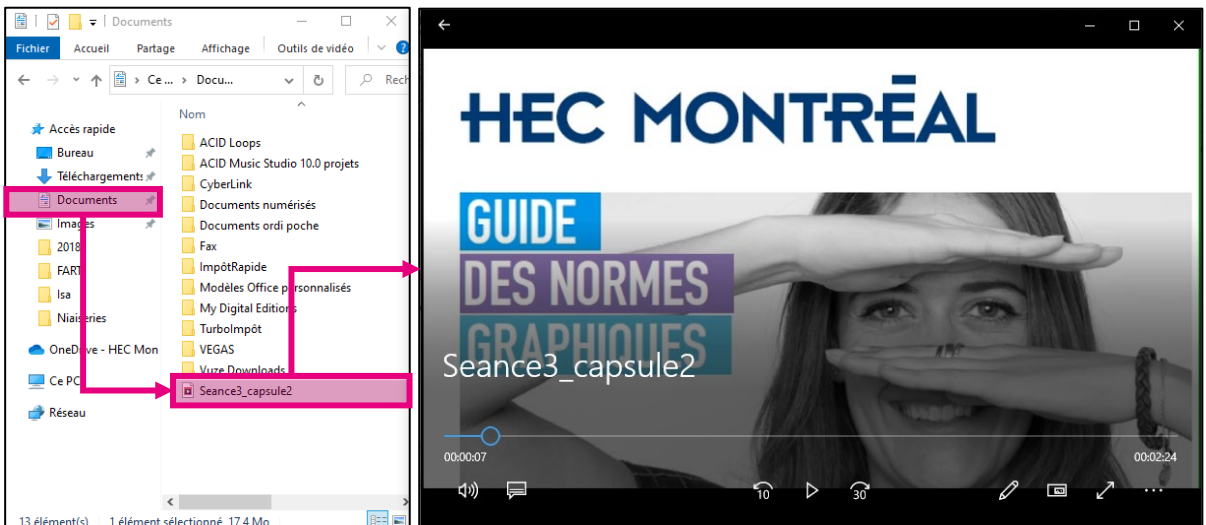 Documents
Fichier Accueil Partage Affichage Outils de vidéo
Ce ... › Docu... Rech
Nom
Accès rapide
Bureau
Téléchargements
Documents
Images
2018
FART
Isa
Niaiseries
OneDrive - HEC Mon
Ce PC
Réseau
ACID Loops
ACID Music Studio 10.0 projets
CyberLink
Documents numérisés
Documents ordi poche
Fax
ImpôtRapide
Modèles Office personnalisés
My Digital Editions
TurboImpôt
VEGAS
Vuze Downloads
Seance3_capsule2
13 élément(s) 1 élément sélectionné 17,4 Mo
HEC MONTRÉAL
GUIDE
DES NORMES
GRAPHIQUES
Seance3_capsule2
00:00:07 00:02:24
10 30